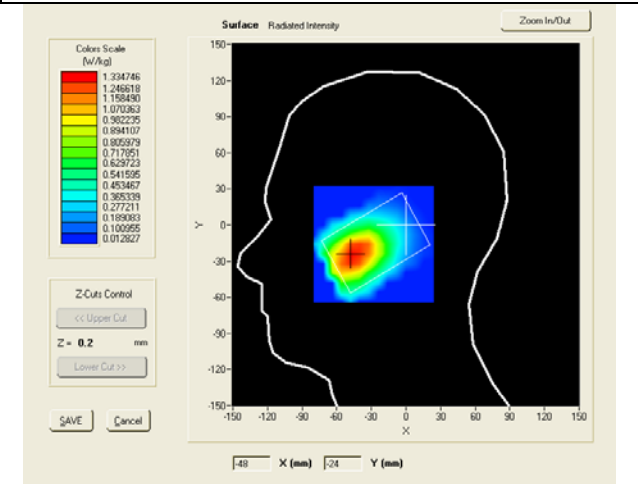 Surface Radiated Intensity
Zoom In/Out
Colors Scale
(W/kg)
1.334746
1.246618
1.158490
1.070363
0.982235
0.894107
0.805979
0.717851
0.629723
0.541595
0.453467
0.365339
0.277211
0.189083
0.100955
0.012827
Z-Cuts Control
<< Upper Cut
Z = 0.2 mm
Lower Cut >>
SAVE Cancel
150-
120-
90-
60-
30-
Y 0-
-30-
-60-
-90-
-120-
-150-
-150 -120 -90 -60 -30 0 30 60 90 120 150
X
-48 X (mm) -24 Y (mm)